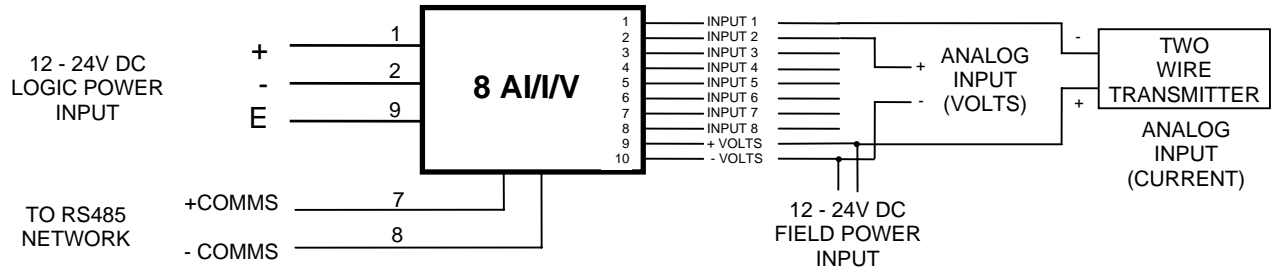 12 - 24V DC
LOGIC POWER
INPUT
+
-
E
1
2
9
8 AI/I/V
1
2
3
4
5
6
7
8
9
10
INPUT 1
INPUT 2
INPUT 3
INPUT 4
INPUT 5
INPUT 6
INPUT 7
INPUT 8
+ VOLTS
- VOLTS
+
-
ANALOG
INPUT
(VOLTS)
-
+
TWO
WIRE
TRANSMITTER
ANALOG
INPUT
(CURRENT)
12 - 24V DC
FIELD POWER
INPUT
TO RS485
NETWORK
+COMMS
- COMMS
7
8